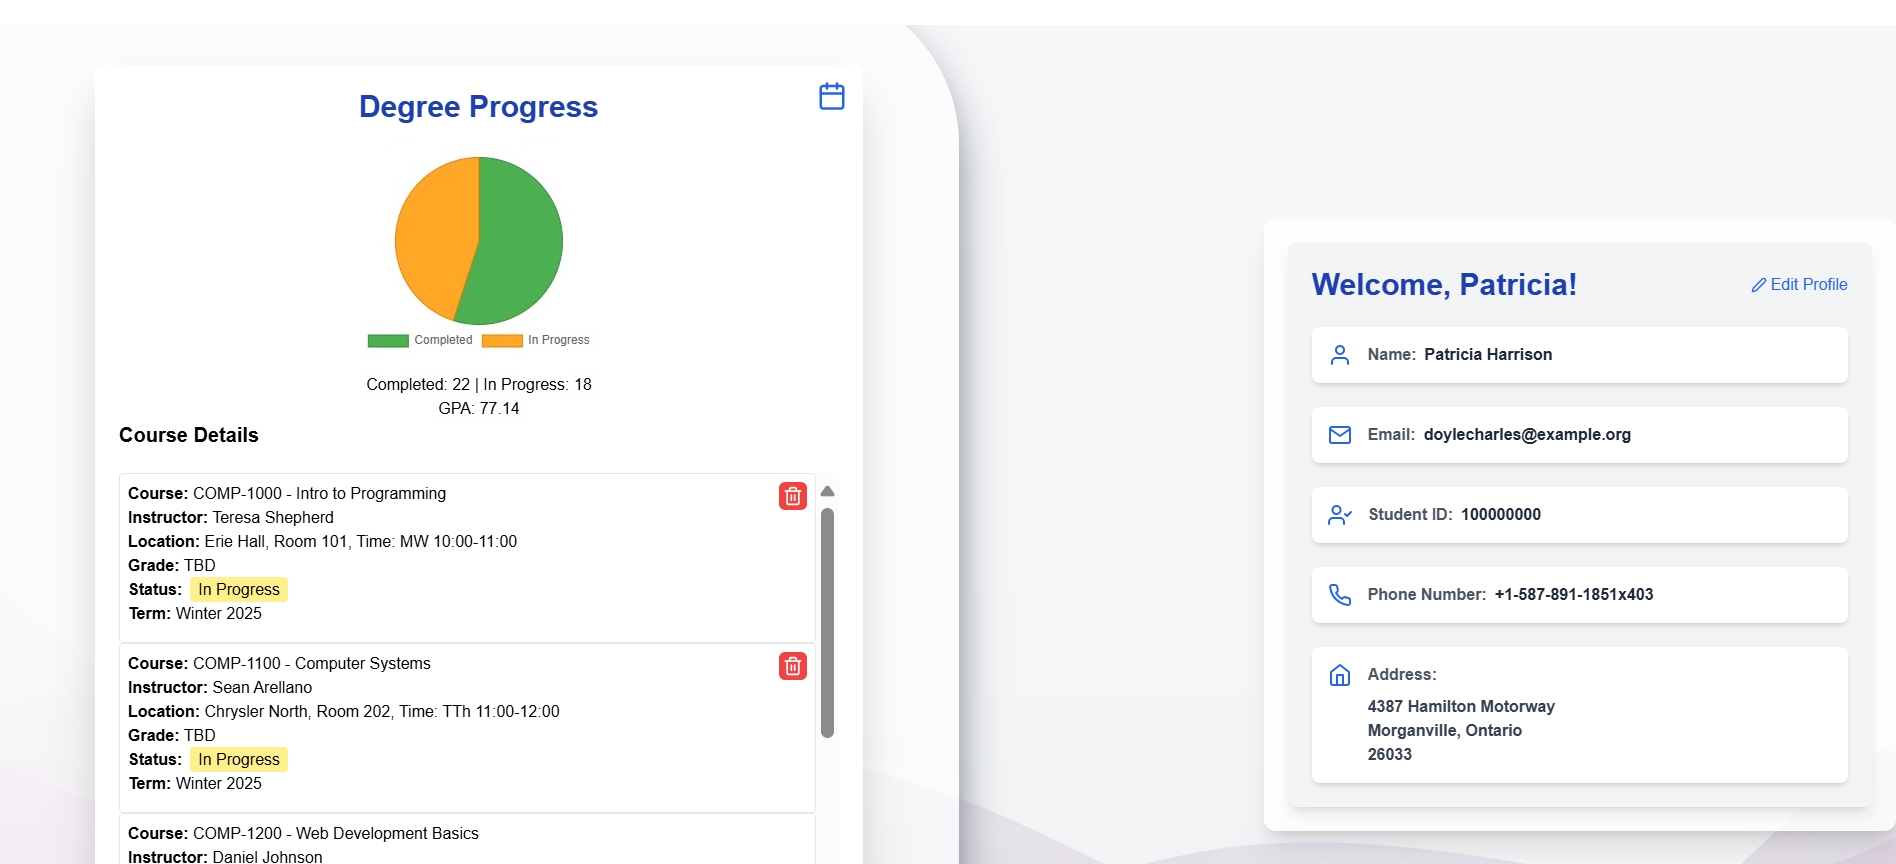 Degree Progress
Completed In Progress
Completed: 22 | In Progress: 18
GPA: 77.14
Course Details
Course: COMP-1000 - Intro to Programming
Instructor: Teresa Shepherd
Location: Erie Hall, Room 101, Time: MW 10:00-11:00
Grade: TBD
Status: In Progress
Term: Winter 2025
Course: COMP-1100 - Computer Systems
Instructor: Sean Arellano
Location: Chrysler North, Room 202, Time: TTh 11:00-12:00
Grade: TBD
Status: In Progress
Term: Winter 2025
Course: COMP-1200 - Web Development Basics
Instructor: Daniel Johnson
Welcome, Patricia!
Edit Profile
Name: Patricia Harrison
Email: doylecharles@example.org
Student ID: 100000000
Phone Number: +1-587-891-1851x403
Address:
4387 Hamilton Motorway
Morganville, Ontario
26033